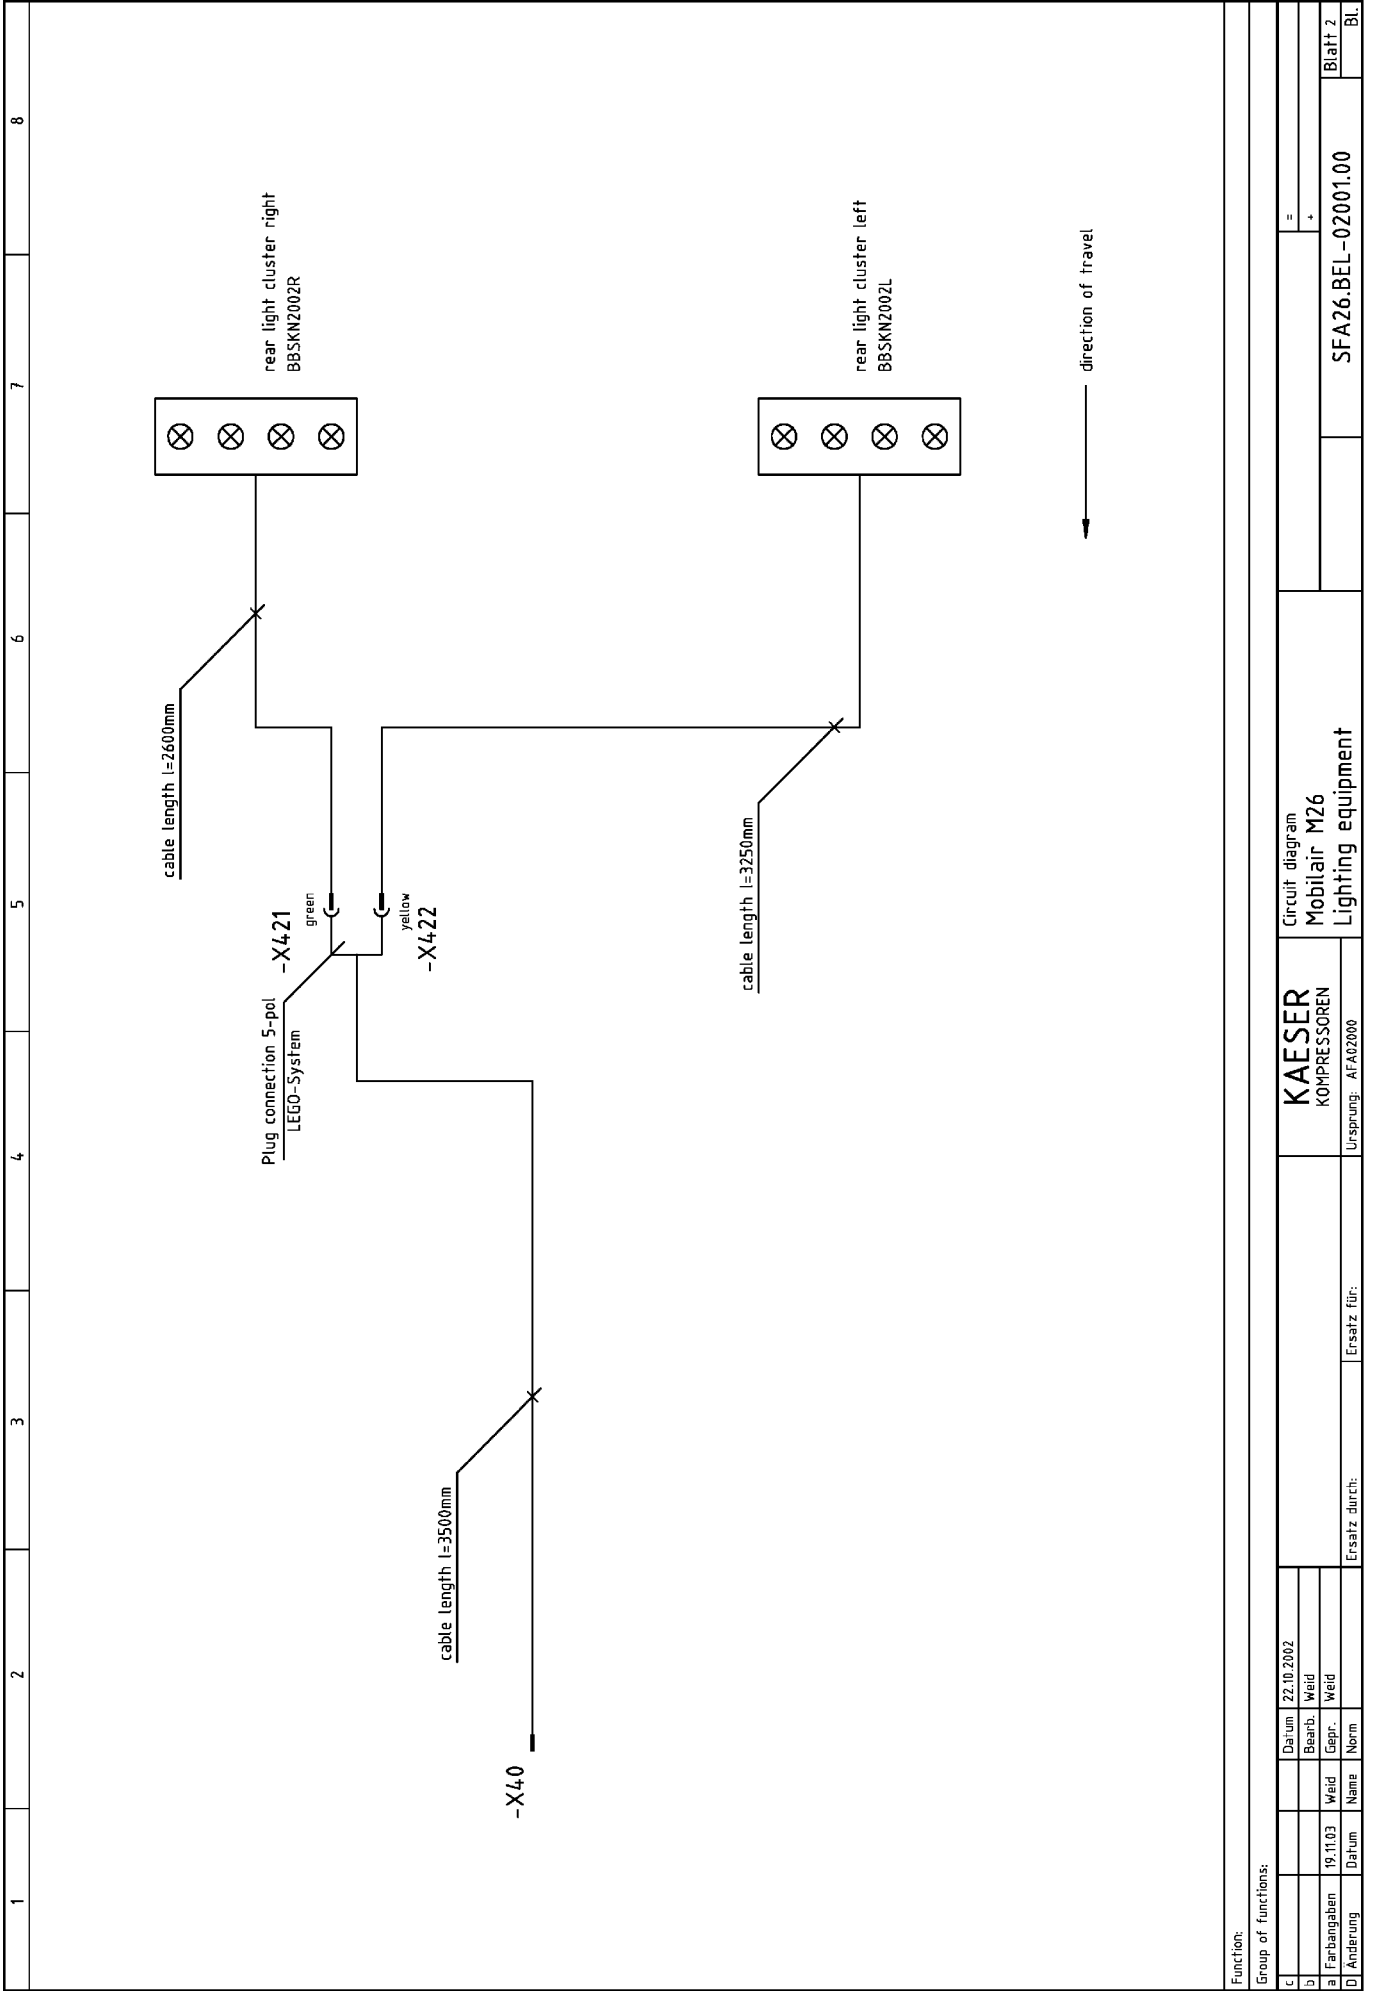 1
2
3
4
5
6
7
8
cable length l=2600mm
rear light cluster right
BBSKN2002R
Plug connection 5-pol
LEGO-System
-X421
green
yellow
-X422
cable length l=3500mm
-X40
cable length l=3250mm
rear light cluster left
BBSKN2002L
direction of travel
Function:
Group of functions:
c
Datum
22.10.2002
KAESER
KOMPRESSOREN
Circuit diagram
Mobilair M26
Lighting equipment
=
b
Bearb.
Weid
+
a
Farbangaben
19.11.03
Weid
Gepr.
Weid
SFA26.BEL-02001.00
Blatt 2
D
Änderung
Datum
Name
Norm
Ersatz durch:
Ersatz für:
Ursprung: AFA02000
Bl.